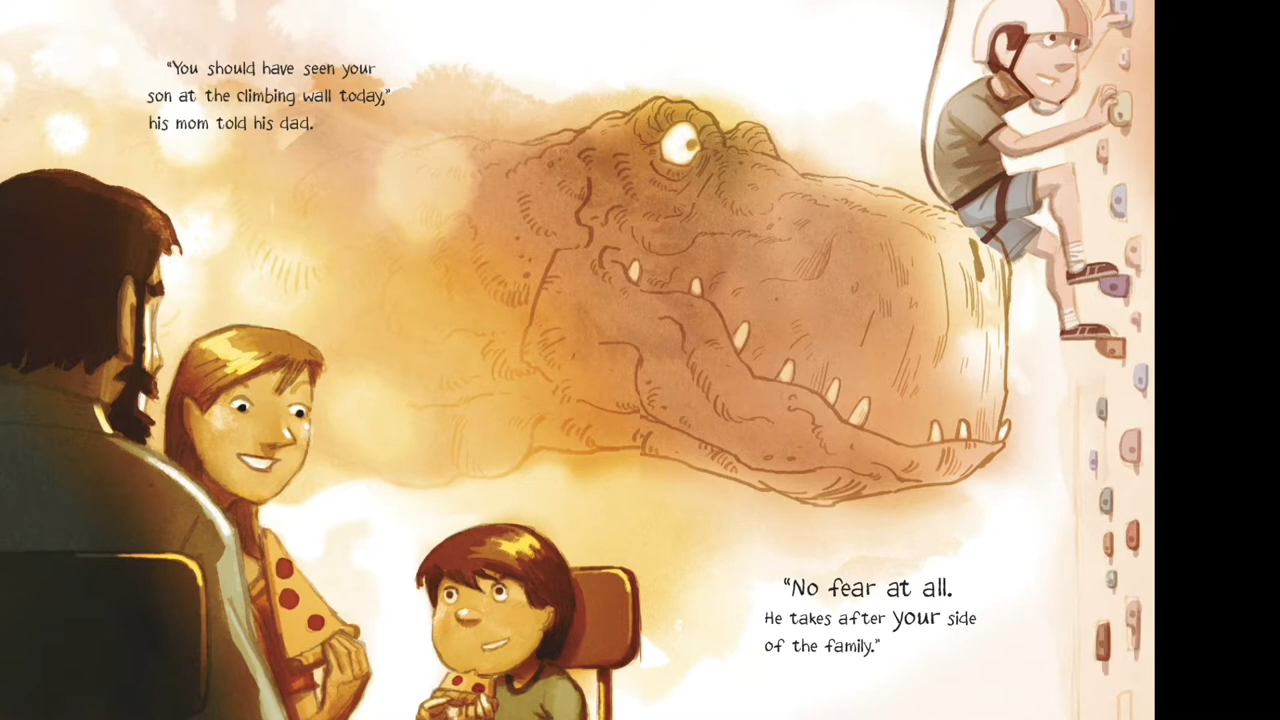 "You should have seen your
son at the climbing wall today,"
his mom told his dad.
"No fear at all.
He takes after your side
of the family."